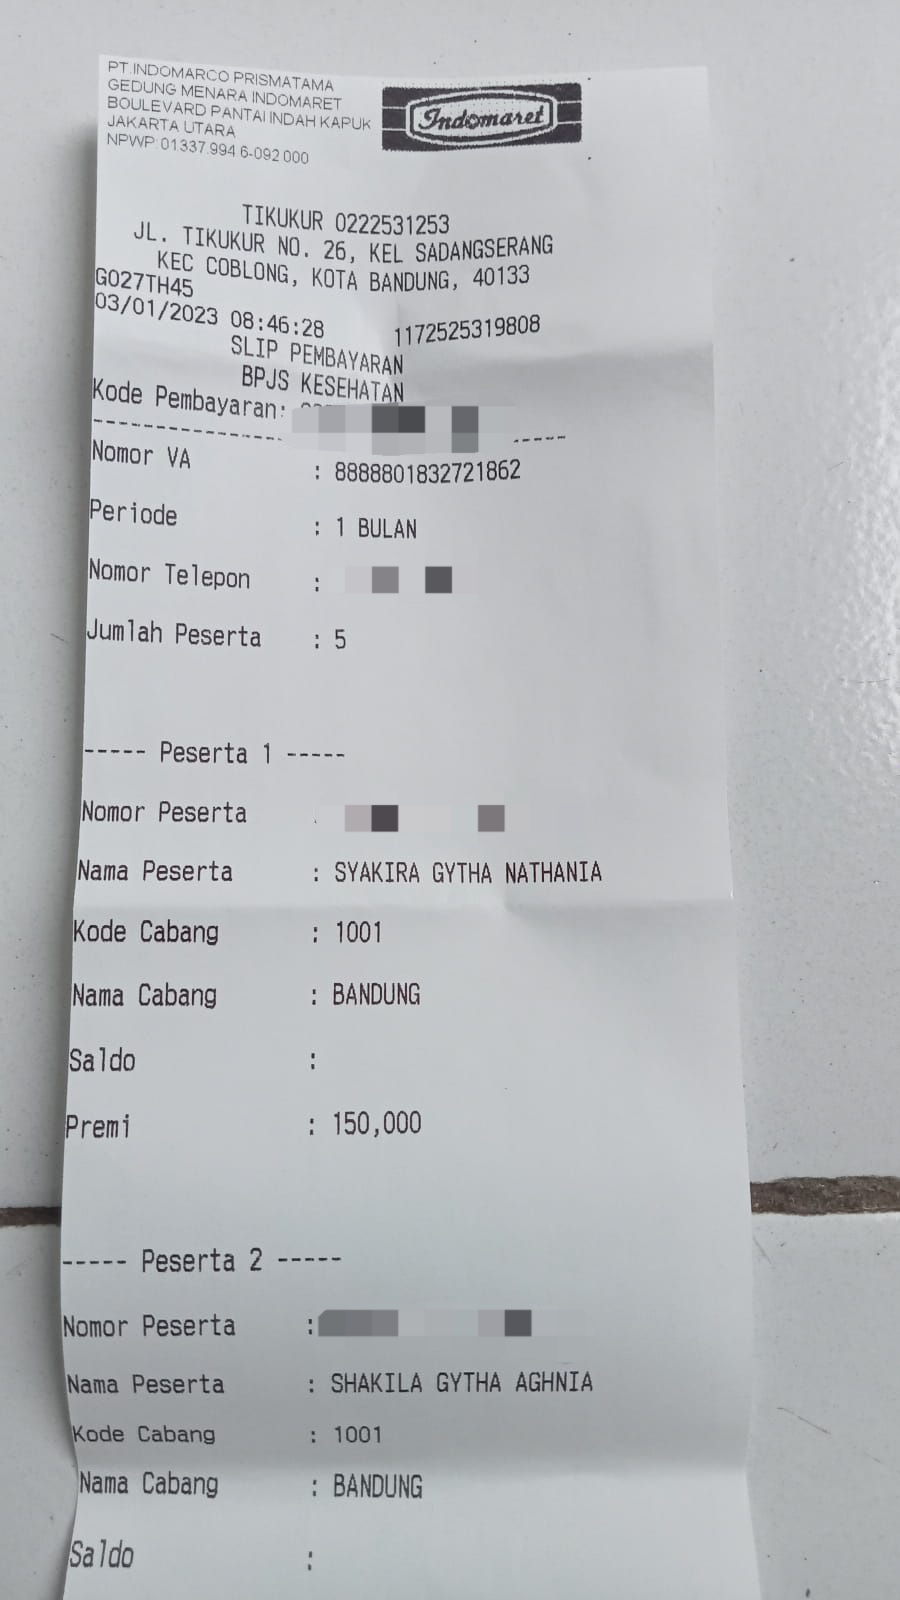 PT.INDOMARCO PRISMATAMA
GEDUNG MENARA INDOMARET
BOULEVARD PANTAI INDAH KAPUK
JAKARTA UTARA
NPWP: 01337.994 6-092 000
Indomaret
TIKUKUR 0222531253
JL. TIKUKUR NO. 26, KEL SADANGSERANG
KEC COBLONG, KOTA BANDUNG, 40133
G027TH45
03/01/2023 08:46:28 1172525319808
SLIP PEMBAYARAN
BPJS KESEHATAN
Kode Pembayaran:
Nomor VA : 8888801832721862
Periode : 1 BULAN
Nomor Telepon :
Jumlah Peserta : 5
----- Peserta 1 -----
Nomor Peserta
Nama Peserta : SYAKIRA GYTHA NATHANIA
Kode Cabang : 1001
Nama Cabang : BANDUNG
Saldo :
Premi : 150,000
----- Peserta 2 -----
Nomor Peserta :
Nama Peserta : SHAKILA GYTHA AGHNIA
Kode Cabang : 1001
Nama Cabang : BANDUNG
Saldo :